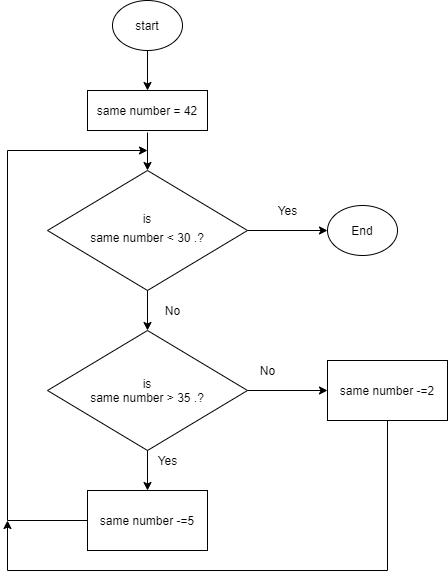 start
same number = 42
is
same number < 30 .?
Yes
End
No
is
same number > 35 .?
No
same number -=2
Yes
same number -=5